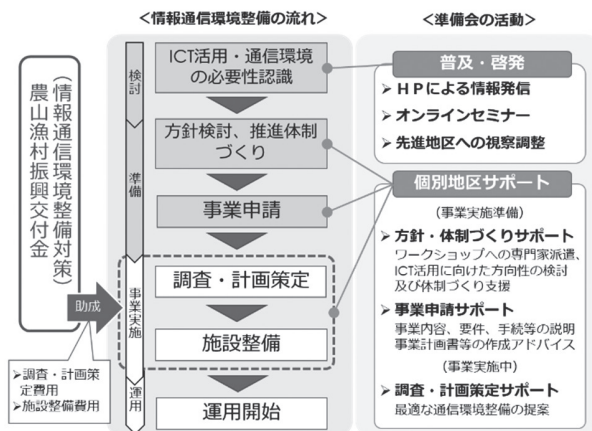 <情報通信環境整備の流れ>
<準備会の活動>
農山漁村振興交付金
(情報通信環境整備対策)
助成
➢調査・計画策
定費用
➢施設整備費用
検討
準備
事業実施
運用
ICT活用・通信環境
の必要性認識
方針検討、推進体制
づくり
事業申請
調査・計画策定
施設整備
運用開始
普及・啓発
➢HPによる情報発信
➢オンラインセミナー
➢先進地区への視察調整
個別地区サポート
(事業実施準備)
➢方針・体制づくりサポート
ワークショップへの専門家派遣、
ICT活用に向けた方向性の検討
及び体制づくり支援
➢事業申請サポート
事業内容、要件、手続等の説明
事業計画書等の作成アドバイス
(事業実施中)
➢調査・計画策定サポート
最適な通信環境整備の提案